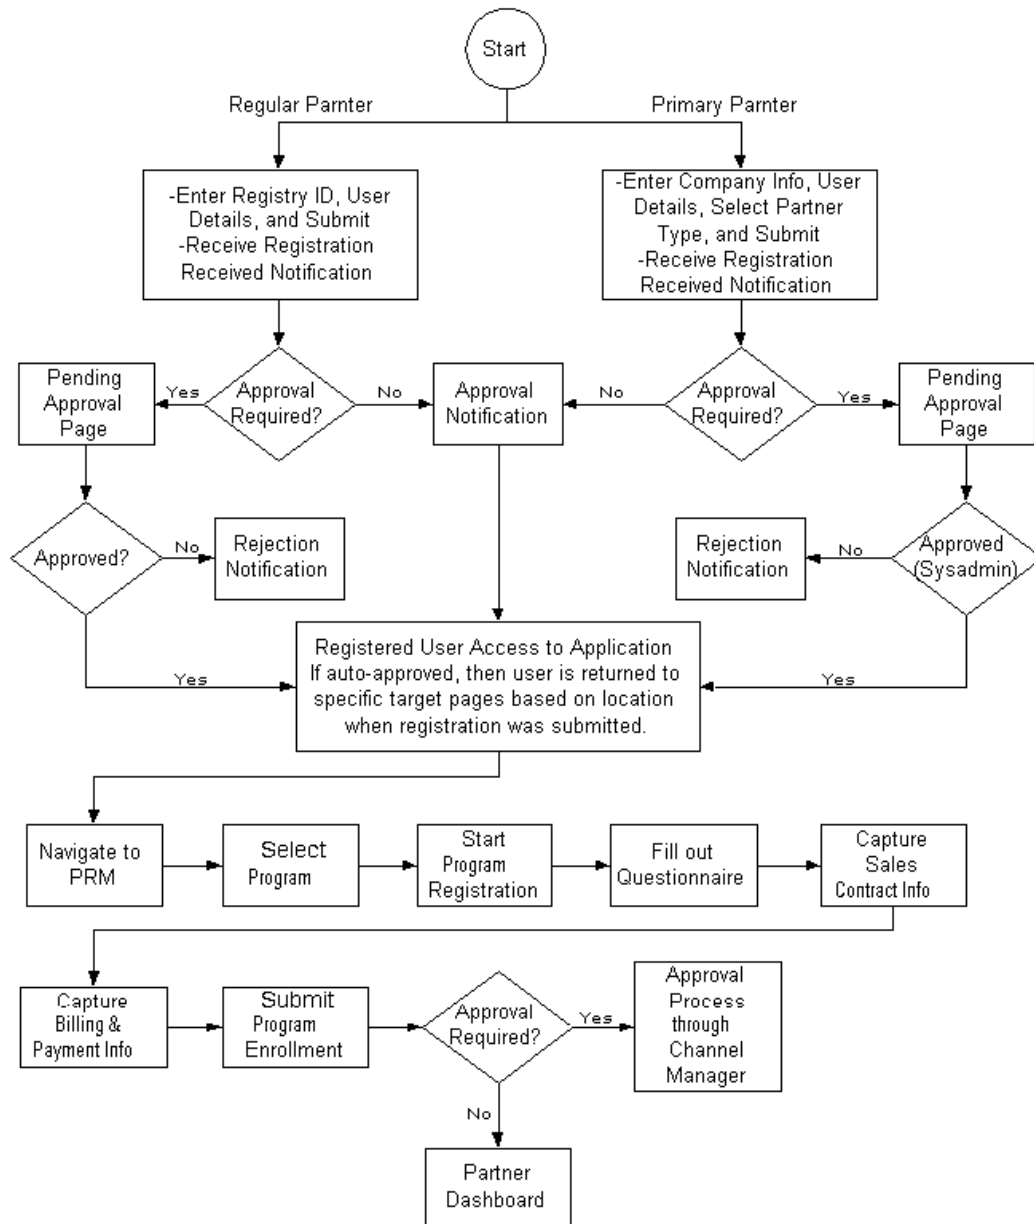 Start
Regular Parnter
Primary Parnter
-Enter Registry ID, User
Details, and Submit
-Receive Registration
Received Notification
-Enter Company Info, User
Details, Select Partner
Type, and Submit
-Receive Registration
Received Notification
Pending
Approval
Page
Yes
Approval
Required?
No
Approval
Notification
No
Approval
Required?
Yes
Pending
Approval
Page
Approved?
No
Rejection
Notification
Rejection
Notification
No
Approved
(Sysadmin)
Yes
Registered User Access to Application
If auto-approved, then user is returned to
specific target pages based on location
when registration was submitted.
Yes
Navigate to
PRM
Select
Program
Start
Program
Registration
Fill out
Questionnaire
Capture
Sales
Contract Info
Capture
Billing &
Payment Info
Submit
Program
Enrollment
Approval
Required?
Yes
Approval
Process
through
Channel
Manager
No
Partner
Dashboard